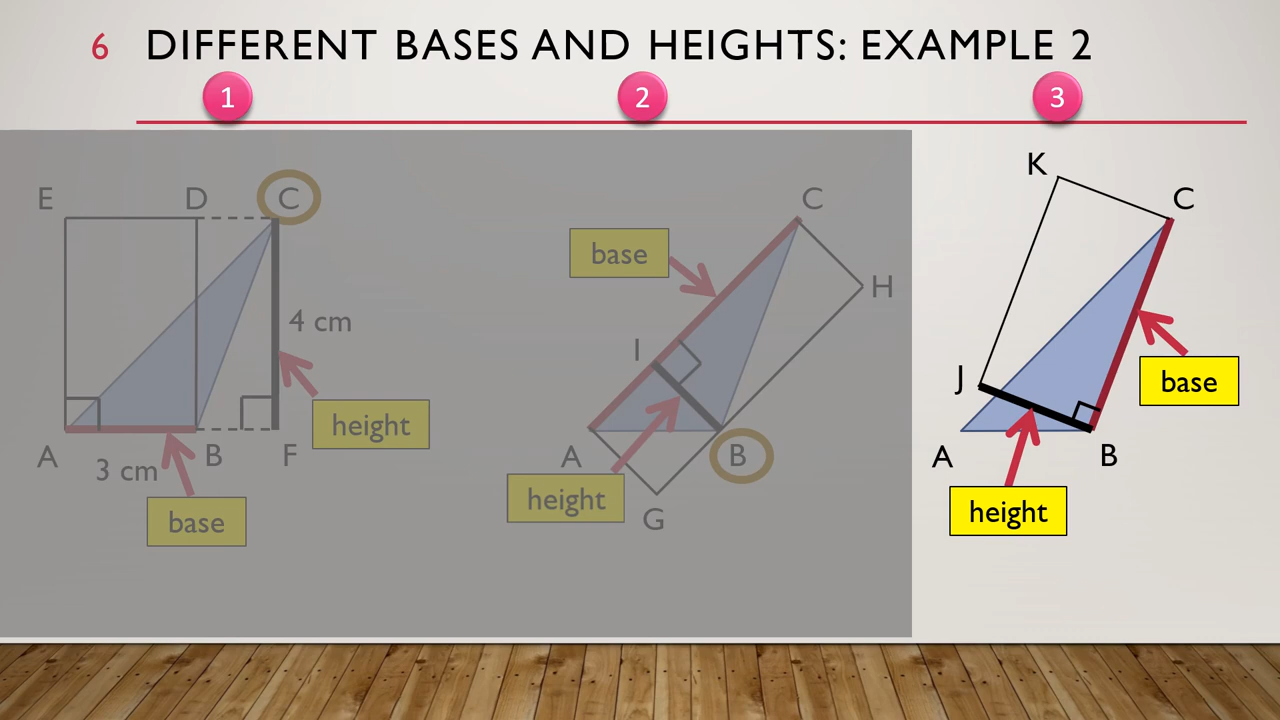 6 DIFFERENT BASES AND HEIGHTS: EXAMPLE 2
1
2
3
E D C
4 cm
height
A 3 cm B F
base
C
base
H
I
A B
height
G
K
C
J
base
A B
height